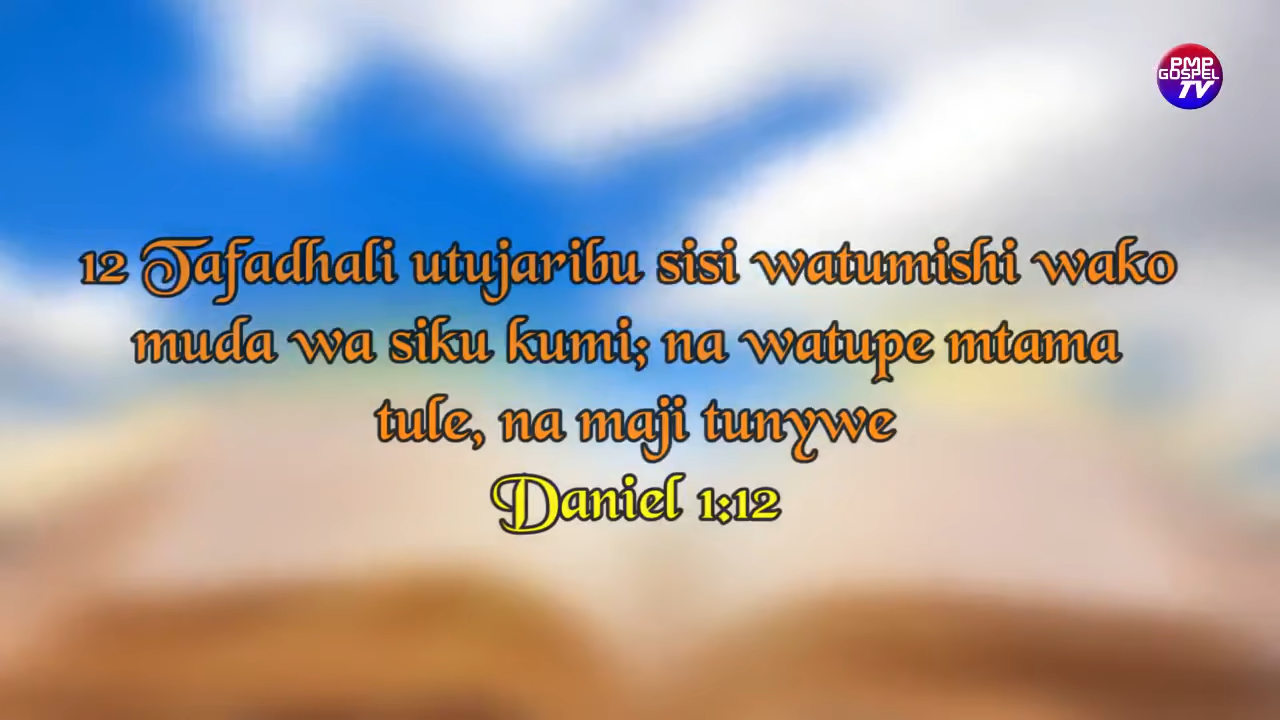 PMP
GOSPEL
TV
12 Tafadhali utujaribu sisi watumishi wako
muda wa siku kumi; na watupe mtama
tule, na maji tunywe
Daniel 1:12